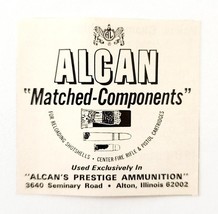 ALCAN
"Matched-Components"
FOR RELOADING SHOTSHELLS • CENTER-FIRE RIFLE & PISTOL CARTRIDGES
Used Exclusively In
"ALCAN'S PRESTIGE AMMUNITION"
3640 Seminary Road • Alton, Illinois 62002